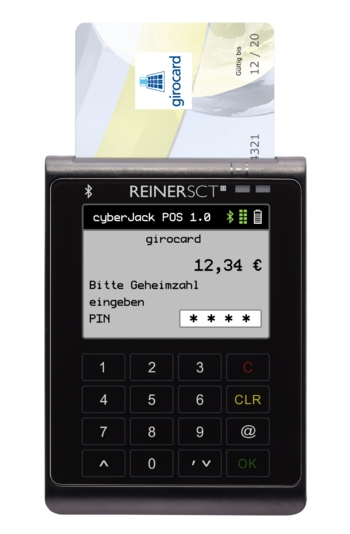 girocard
Gültig bis
12 / 20
4321
REINERSCT
cyberJack POS 1.0
girocard
12,34 €
Bitte Geheimzahl
eingeben
PIN * * * *
1 2 3 C
4 5 6 CLR
7 8 9 @
^ 0 ' v OK